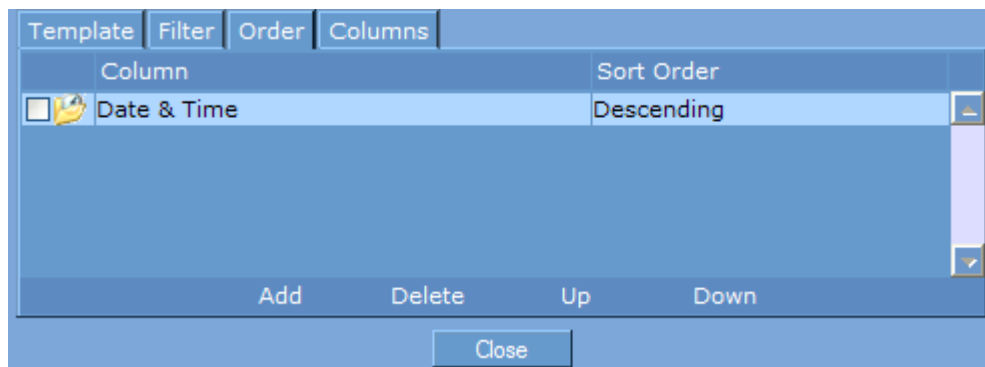 Template Filter Order Columns
Column Sort Order
Date & Time Descending
Add Delete Up Down
Close